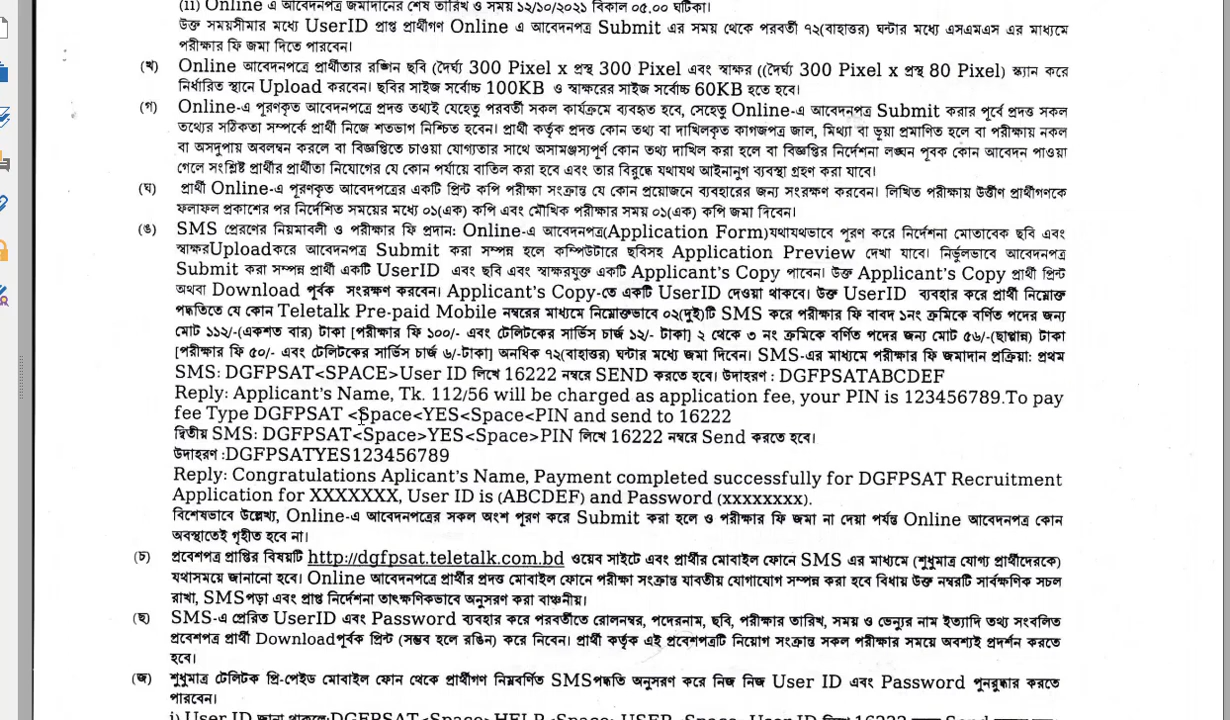 (ii) Online এ আবেদনপত্র জমাদানের শেষ তারিখ ও সময় ১২/১০/২০২১ বিকাল ০৫.০০ ঘটিকা।
উক্ত সময়সীমার মধ্যে UserID প্রাপ্ত প্রার্থীগণ Online এ আবেদনপত্র Submit এর সময় থেকে পরবর্তী ৭২(বাহাত্তর) ঘন্টার মধ্যে এসএমএস এর মাধ্যমে
পরীক্ষার ফি জমা দিতে পারবেন।
(খ) Online আবেদনপত্রে প্রার্থীতার রঙ্গিন ছবি (দৈর্ঘ্য 300 Pixel x প্রস্থ 300 Pixel এবং স্বাক্ষর ((দৈর্ঘ্য 300 Pixel x প্রস্থ 80 Pixel) স্ক্যান করে
নির্ধারিত স্থানে Upload করবেন। ছবির সাইজ সর্বোচ্চ 100KB ও স্বাক্ষরের সাইজ সর্বোচ্চ 60KB হতে হবে।
(গ) Online-এ পূরণকৃত আবেদনপত্রে প্রদত্ত তথ্যই যেহেতু পরবর্তী সকল কার্যক্রমে ব্যবহৃত হবে, সেহেতু Online-এ আবেদনপত্র Submit করার পূর্বে প্রদত্ত সকল
তথ্যের সঠিকতা সম্পর্কে প্রার্থী নিজে শতভাগ নিশ্চিত হবেন। প্রার্থী কর্তৃক প্রদত্ত কোন তথ্য বা দাখিলকৃত কাগজপত্র জাল, মিথ্যা বা ভুয়া প্রমাণিত হলে বা পরীক্ষায় নকল
বা অসদুপায় অবলম্বন করলে বা বিজ্ঞপ্তিতে চাওয়া যোগ্যতার সাথে অসামঞ্জস্যপূর্ণ কোন তথ্য দাখিল করা হলে বা বিজ্ঞপ্তির নির্দেশনা লঙ্ঘন পূবক কোন আবেদন পাওয়া
গেলে সংশ্লিষ্ট প্রার্থীর প্রার্থীতা নিয়োগের যে কোন পর্যায়ে বাতিল করা হবে এবং তার বিরুদ্ধে যথাযথ আইনানুগ ব্যবস্থা গ্রহণ করা যাবে।
(ঘ) প্রার্থী Online-এ পূরণকৃত আবেদনপত্রের একটি প্রিন্ট কপি পরীক্ষা সংক্রান্ত যে কোন প্রয়োজনে ব্যবহারের জন্য সংরক্ষণ করবেন। লিখিত পরীক্ষায় উত্তীণ প্রার্থীগণকে
ফলাফল প্রকাশের পর নির্দেশিত সময়ের মধ্যে ০১(এক) কপি এবং মৌখিক পরীক্ষার সময় ০১(এক) কপি জমা দিবেন।
(ঙ) SMS প্রেরণের নিয়মাবলী ও পরীক্ষার ফি প্রদান: Online-এ আবেদনপত্র(Application Form)যথাযথভাবে পূরণ করে নির্দেশনা মোতাবেক ছবি এবং
স্বাক্ষরUploadকরে আবেদনপত্র Submit করা সম্পন্ন হলে কম্পিউটারে ছবিসহ Application Preview দেখা যাবে। নির্ভুলভাবে আবেদনপত্র
Submit করা সম্পন্ন প্রার্থী একটি UserID এবং ছবি এবং স্বাক্ষরযুক্ত একটি Applicant's Copy পাবেন। উক্ত Applicant's Copy প্রার্থী প্রিন্ট
অথবা Download পূর্বক সংরক্ষণ করবেন। Applicant's Copy-তে একটি UserID দেওয়া থাকবে। উক্ত UserID ব্যবহার করে প্রার্থী নিম্নোক্ত
পদ্ধতিতে যে কোন Teletalk Pre-paid Mobile নম্বরের মাধ্যমে নিম্নোক্তভাবে ০২(দুই)টি SMS করে পরীক্ষার ফি বাবদ ১নং ক্রমিকে বর্ণিত পদের জন্য
মোট ১১২/-(একশত বার) টাকা [পরীক্ষার ফি ১০০/- এবং টেলিটকের সার্ভিস চার্জ ১২/- টাকা] ২ থেকে ৩ নং ক্রমিকে বর্ণিত পদের জন্য মোট ৫৬/-(ছাপ্পান্ন) টাকা
[পরীক্ষার ফি ৫০/- এবং টেলিটকের সার্ভিস চার্জ ৬/-টাকা] অনধিক ৭২(বাহাত্তর) ঘন্টার মধ্যে জমা দিবেন। SMS-এর মাধ্যমে পরীক্ষার ফি জমাদান প্রক্রিয়া: প্রথম
SMS: DGFPSAT<SPACE>User ID লিখে 16222 নম্বরে SEND করতে হবে। উদাহরণ : DGFPSATABCDEF
Reply: Applicant's Name, Tk. 112/56 will be charged as application fee, your PIN is 123456789.To pay
fee Type DGFPSAT <Space<YES<Space<PIN and send to 16222
দ্বিতীয় SMS: DGFPSAT<Space>YES<Space>PIN লিখে 16222 নম্বরে Send করতে হবে।
উদাহরণ :DGFPSATYES123456789
Reply: Congratulations Aplicant's Name, Payment completed successfully for DGFPSAT Recruitment
Application for XXXXXXX, User ID is (ABCDEF) and Password (xxxxxxxx).
বিশেষভাবে উল্লেখ্য, Online-এ আবেদনপত্রের সকল অংশ পূরণ করে Submit করা হলে ও পরীক্ষার ফি জমা না দেয়া পর্যন্ত Online আবেদনপত্র কোন
অবস্থাতেই গৃহীত হবে না।
(চ) প্রবেশপত্র প্রাপ্তির বিষয়টি http://dgfpsat.teletalk.com.bd ওয়েব সাইটে এবং প্রার্থীর মোবাইল ফোনে SMS এর মাধ্যমে (শুধুমাত্র যোগ্য প্রার্থীদেরকে)
যথাসময়ে জানানো হবে। Online আবেদনপত্রে প্রার্থীর প্রদত্ত মোবাইল ফোনে পরীক্ষা সংক্রান্ত যাবতীয় যোগাযোগ সম্পন্ন করা হবে বিধায় উক্ত নম্বরটি সার্বক্ষণিক সচল
রাখা, SMSপড়া এবং প্রাপ্ত নির্দেশনা তাৎক্ষণিকভাবে অনুসরণ করা বাঞ্চনীয়।
(ছ) SMS-এ প্রেরিত UserID এবং Password ব্যবহার করে পরবর্তীতে রোলনম্বর, পদেরনাম, ছবি, পরীক্ষার তারিখ, সময় ও ভেন্যুর নাম ইত্যাদি তথ্য সংবলিত
প্রবেশপত্র প্রার্থী Downloadপূর্বক প্রিন্ট (সম্ভব হলে রঙিন) করে নিবেন। প্রার্থী কর্তৃক এই প্রবেশপত্রটি নিয়োগ সংক্রান্ত সকল পরীক্ষার সময়ে অবশ্যই প্রদর্শন করতে
হবে।
(জ) শুধুমাত্র টেলিটক প্রি-পেইড মোবাইল ফোন থেকে প্রার্থীগণ নিম্নবর্ণিত SMSপদ্ধতি অনুসরণ করে নিজ নিজ User ID এবং Password পুনরুদ্ধার করতে
পারবেন।
i) User ID জানা থাকলে:DGFPSAT<Space>HELP<Space>USER<Space>User ID 16222 Send